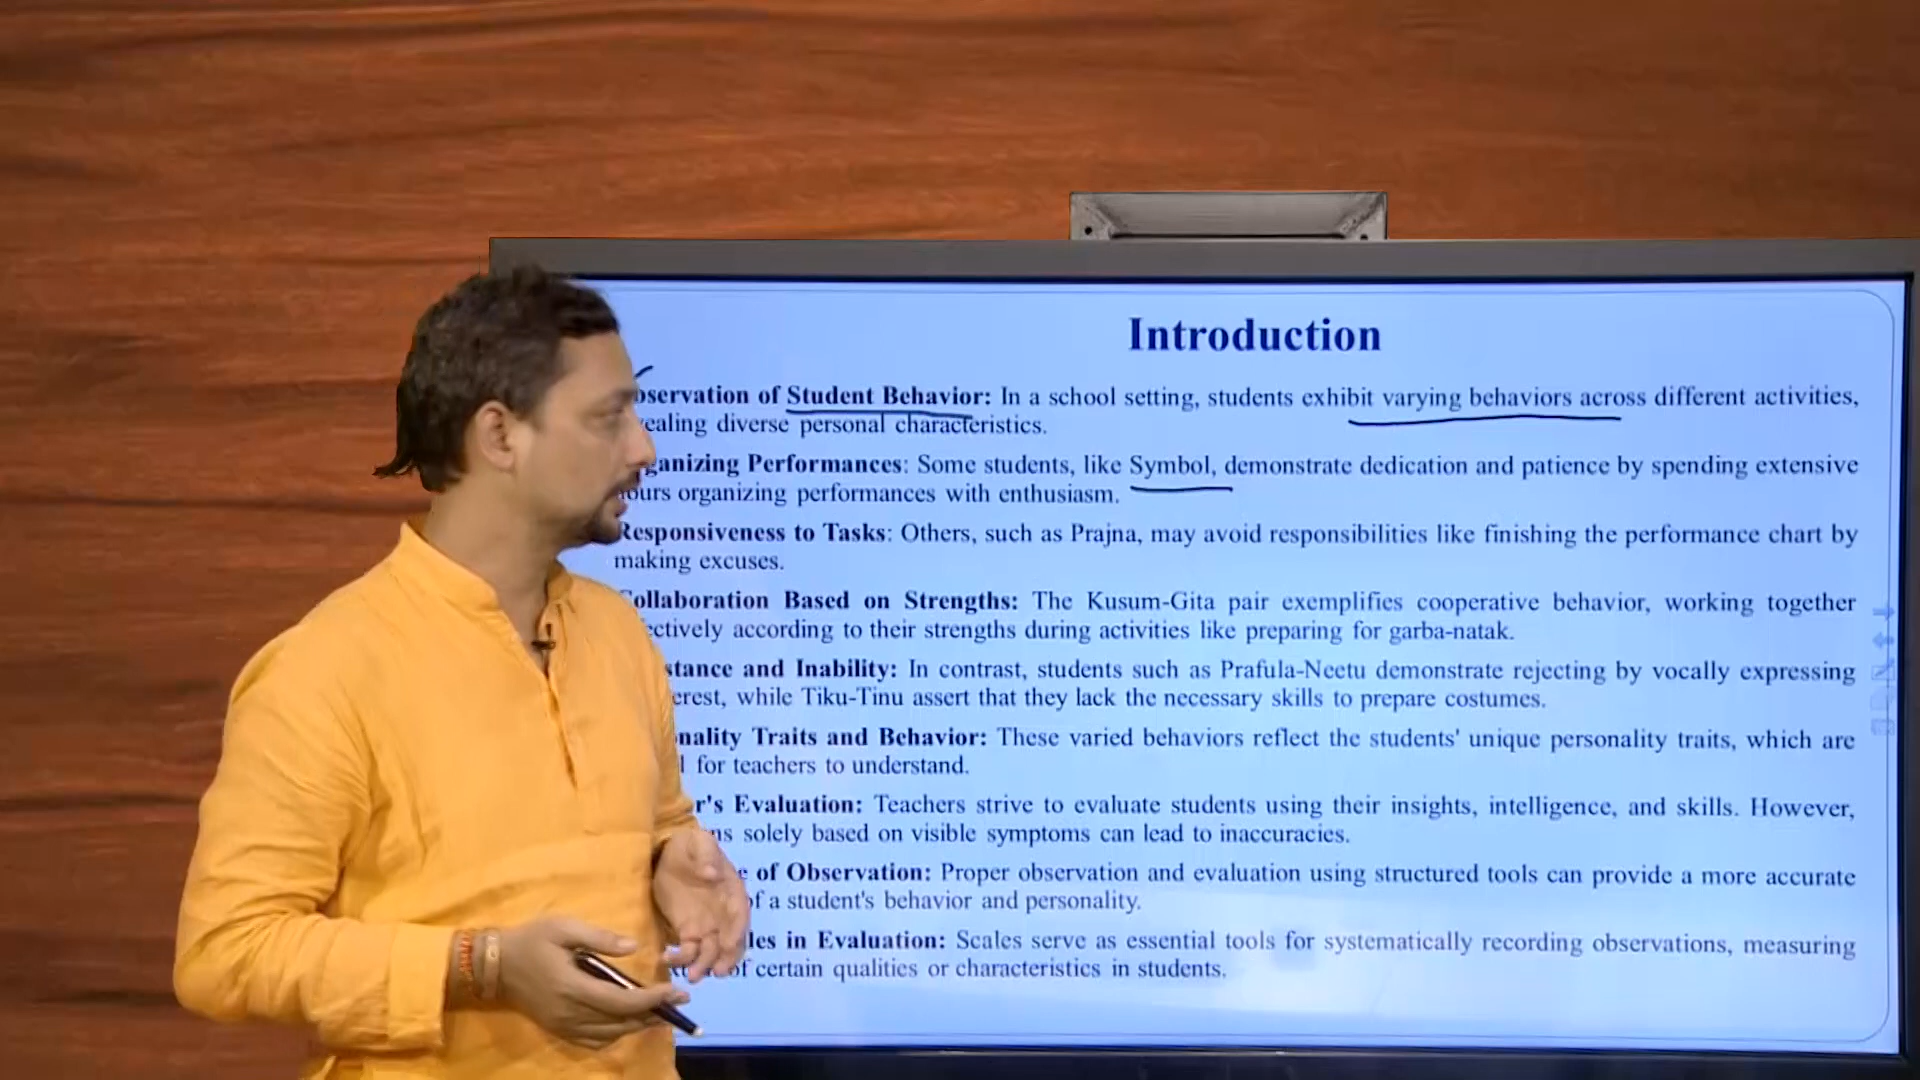 Introduction
of Student Behavior: In a school setting, students exhibit varying behaviors across different activities,
diverse personal characteristics.
Performances: Some students, like Symbol, demonstrate dedication and patience by spending extensive
organizing performances with enthusiasm.
Responsiveness to Tasks: Others, such as Prajna, may avoid responsibilities like finishing the performance chart by
making excuses.
Collaboration Based on Strengths: The Kusum-Gita pair exemplifies cooperative behavior, working together
according to their strengths during activities like preparing for garba-natak.
and Inability: In contrast, students such as Prafula-Neetu demonstrate rejecting by vocally expressing
while Tiku-Tinu assert that they lack the necessary skills to prepare costumes.
Traits and Behavior: These varied behaviors reflect the students' unique personality traits, which are
for teachers to understand.
Evaluation: Teachers strive to evaluate students using their insights, intelligence, and skills. However,
solely based on visible symptoms can lead to inaccuracies.
of Observation: Proper observation and evaluation using structured tools can provide a more accurate
of a student's behavior and personality.
in Evaluation: Scales serve as essential tools for systematically recording observations, measuring
of certain qualities or characteristics in students.